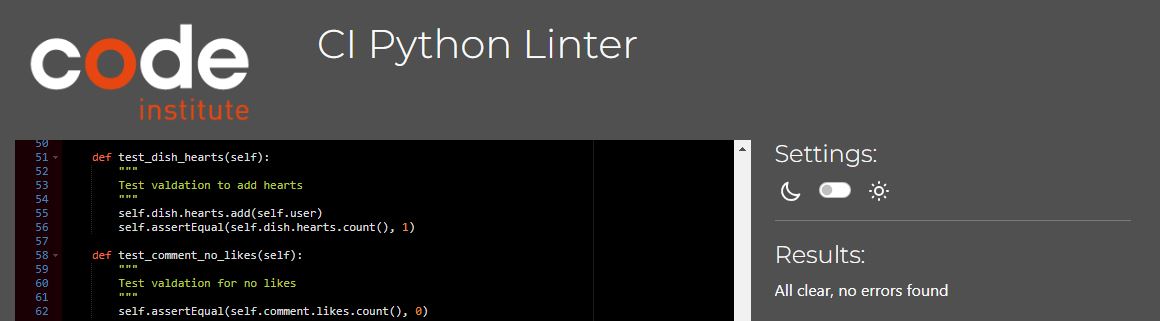 code
institute
CI Python Linter
50
51 def test_dish_hearts(self):
52 """
53 Test valdation to add hearts
54 """
55 self.dish.hearts.add(self.user)
56 self.assertEqual(self.dish.hearts.count(), 1)
57
58 def test_comment_no_likes(self):
59 """
60 Test valdation for no likes
61 """
62 self.assertEqual(self.comment.likes.count(), 0)
Settings:
Results:
All clear, no errors found